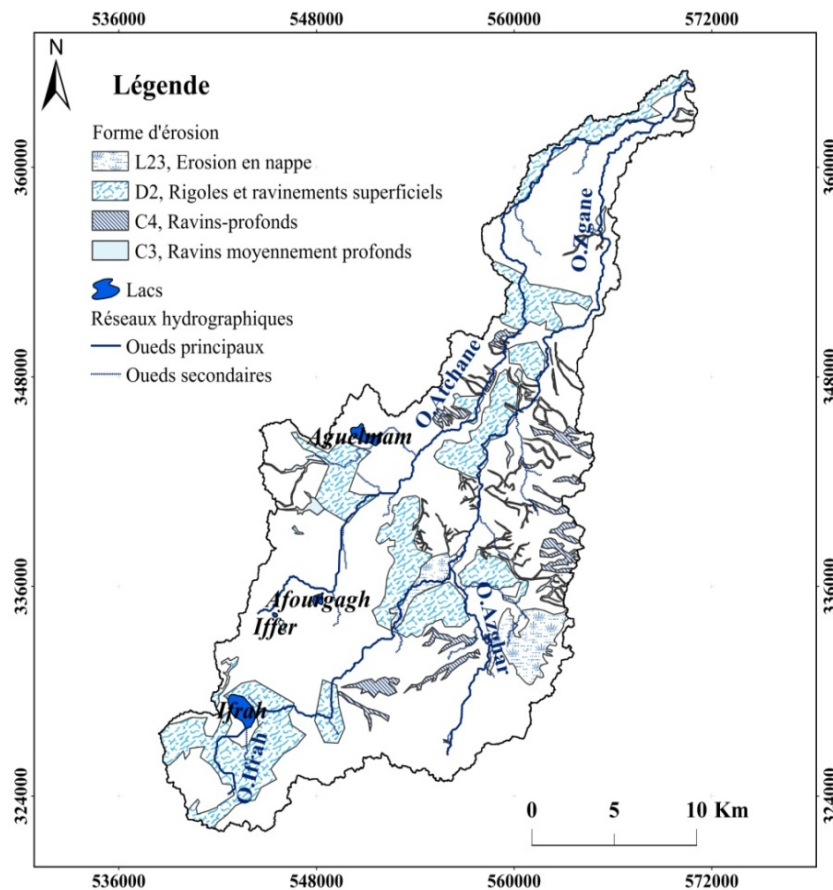 536000 548000 560000 572000
N
Légende
Forme d'érosion
L23, Erosion en nappe
D2, Rigoles et ravinements superficiels
C4, Ravins-profonds
C3, Ravins moyennement profonds
Lacs
Réseaux hydrographiques
Oueds principaux
Oueds secondaires
360000
360000
O.Zgane
348000
348000
O.Atchane
Aguelmam
336000
336000
Afourgagh
Iffer
O.Azghar
Ifrah
O.Ifrah
324000
324000
0 5 10 Km
536000 548000 560000 572000